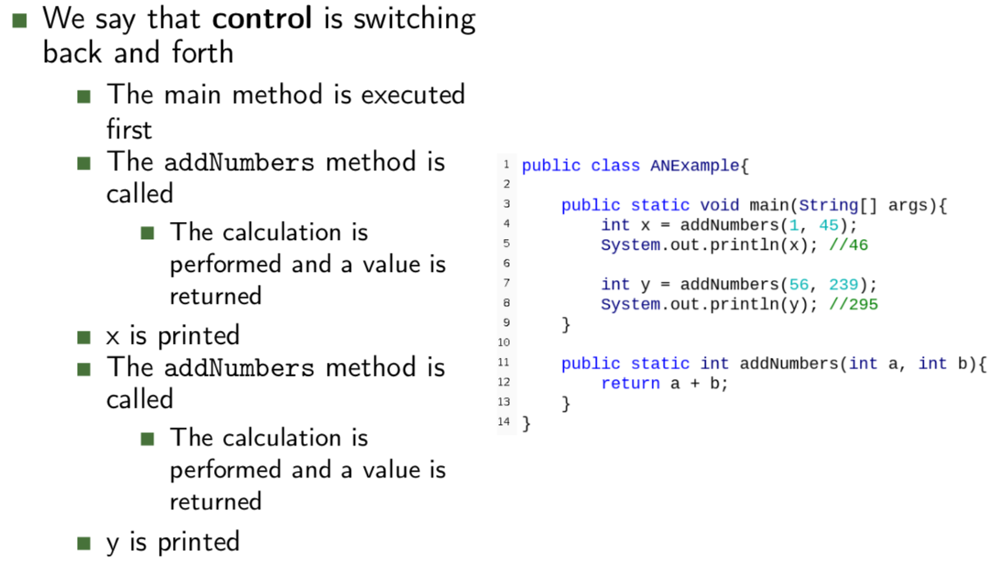 We say that control is switching
back and forth
The main method is executed
first
The addNumbers method is
called
The calculation is
performed and a value is
returned
x is printed
The addNumbers method is
called
The calculation is
performed and a value is
returned
y is printed
1 public class ANExample{
2
3     public static void main(String[] args){
4         int x = addNumbers(1, 45);
5         System.out.println(x); //46
6
7         int y = addNumbers(56, 239);
8         System.out.println(y); //295
9     }
10
11     public static int addNumbers(int a, int b){
12         return a + b;
13     }
14 }